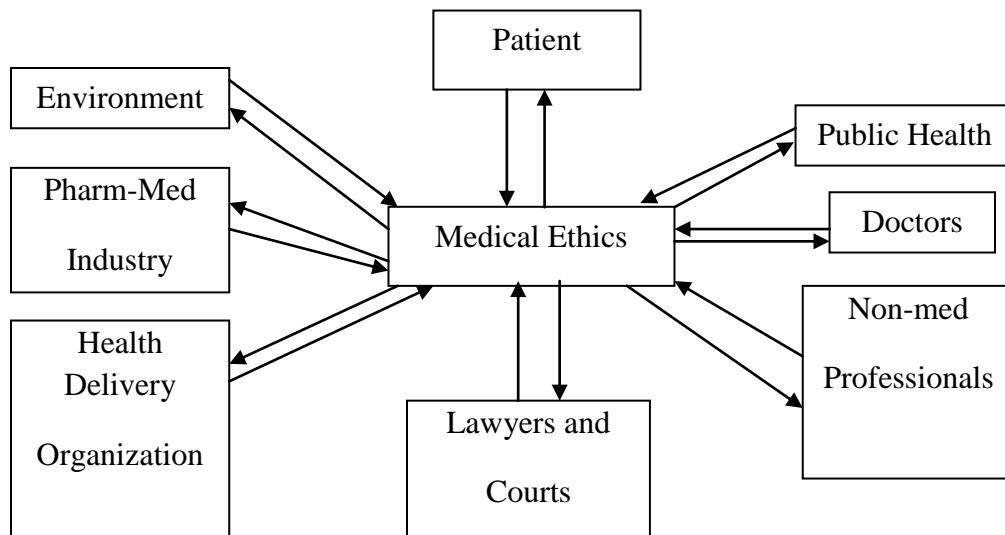 Patient
Environment
Public Health
Pharm-Med
Industry
Medical Ethics
Doctors
Non-med
Professionals
Health
Delivery
Organization
Lawyers and
Courts